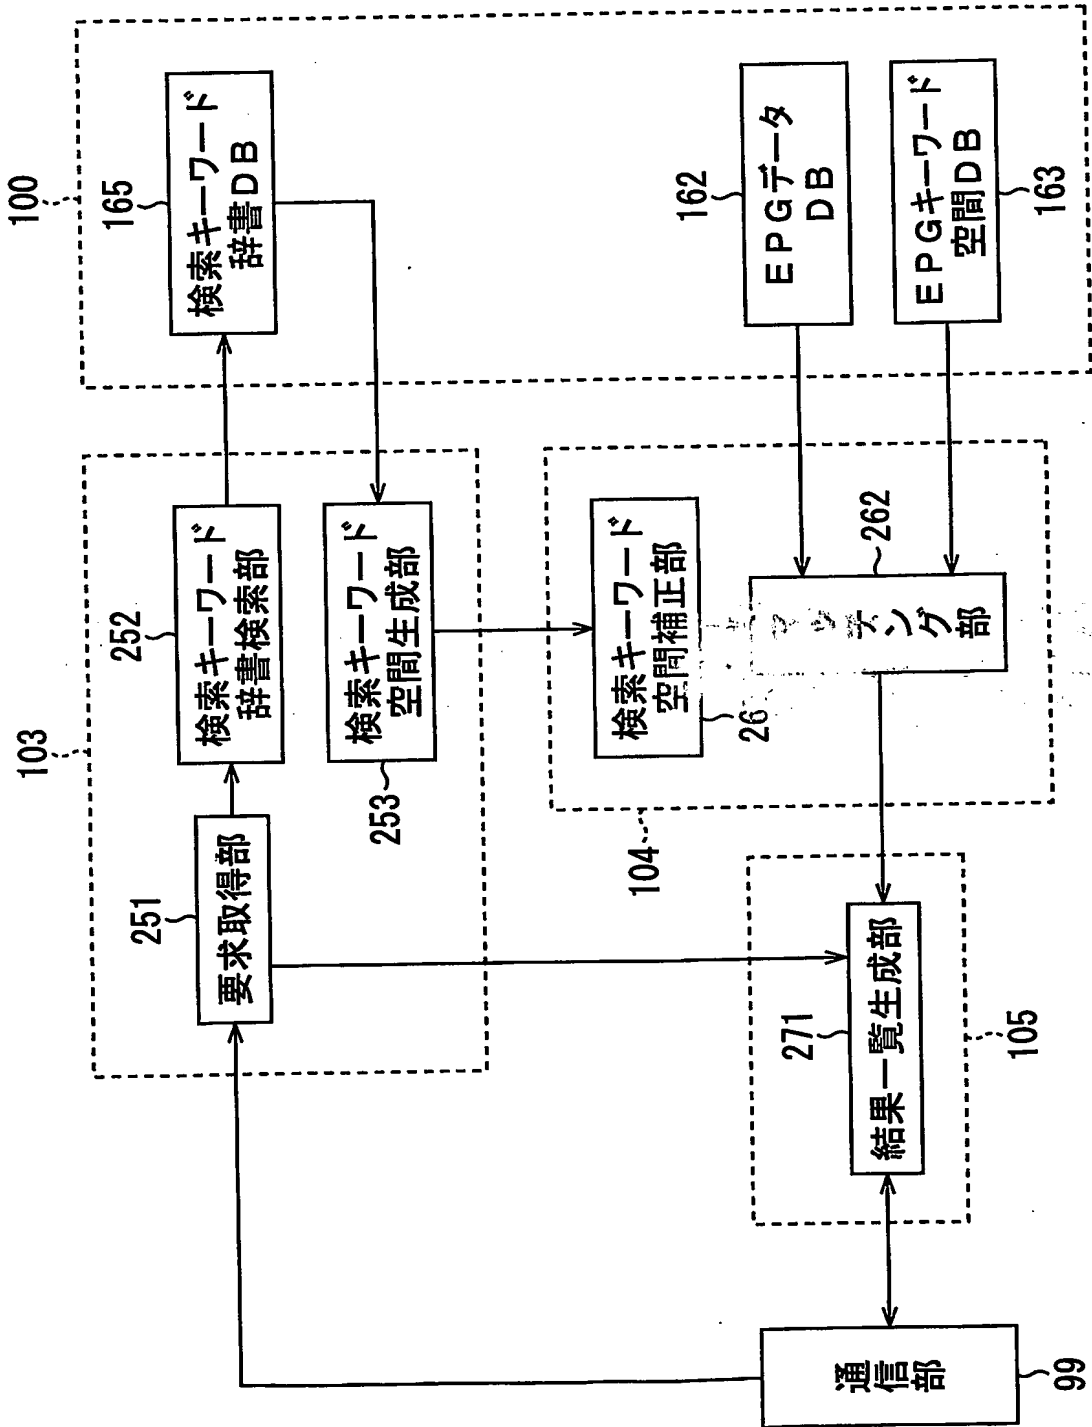 100
165
検索キーワード
辞書DB
162
EPGデータ
DB
EPGキーワード
空間DB
163
103
252
検索キーワード
辞書検索部
検索キーワード
空間生成部
253
251
要求取得部
検索キーワード
空間補正部
26
262
マッチング部
104
271
結果一覧生成部
105
通信部
99